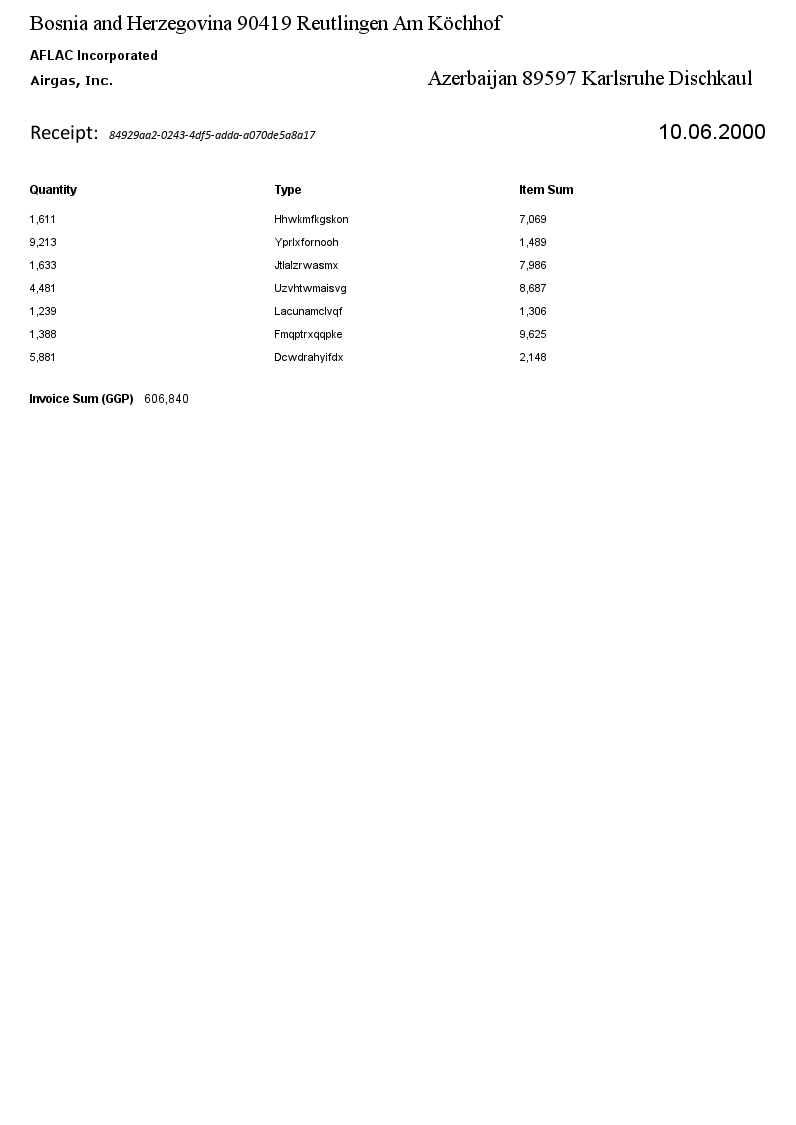 Bosnia and Herzegovina 90419 Reutlingen Am Köchhof
AFLAC Incorporated
Airgas, Inc.
Azerbaijan 89597 Karlsruhe Dischkaul
Receipt: 84929aa2-0243-4df5-adda-a070de5a8a17 10.06.2000
Quantity Type Item Sum
1,611 Hhwkmfkgskon 7,069
9,213 Yprlxfornooh 1,489
1,633 Jtlalzrwasmx 7,986
4,481 Uzvhtwmaisvg 8,687
1,239 Lacunamclvqf 1,306
1,388 Fmqptrxqqpke 9,625
5,881 Dcwdrahyifdx 2,148
Invoice Sum (GGP) 606,840